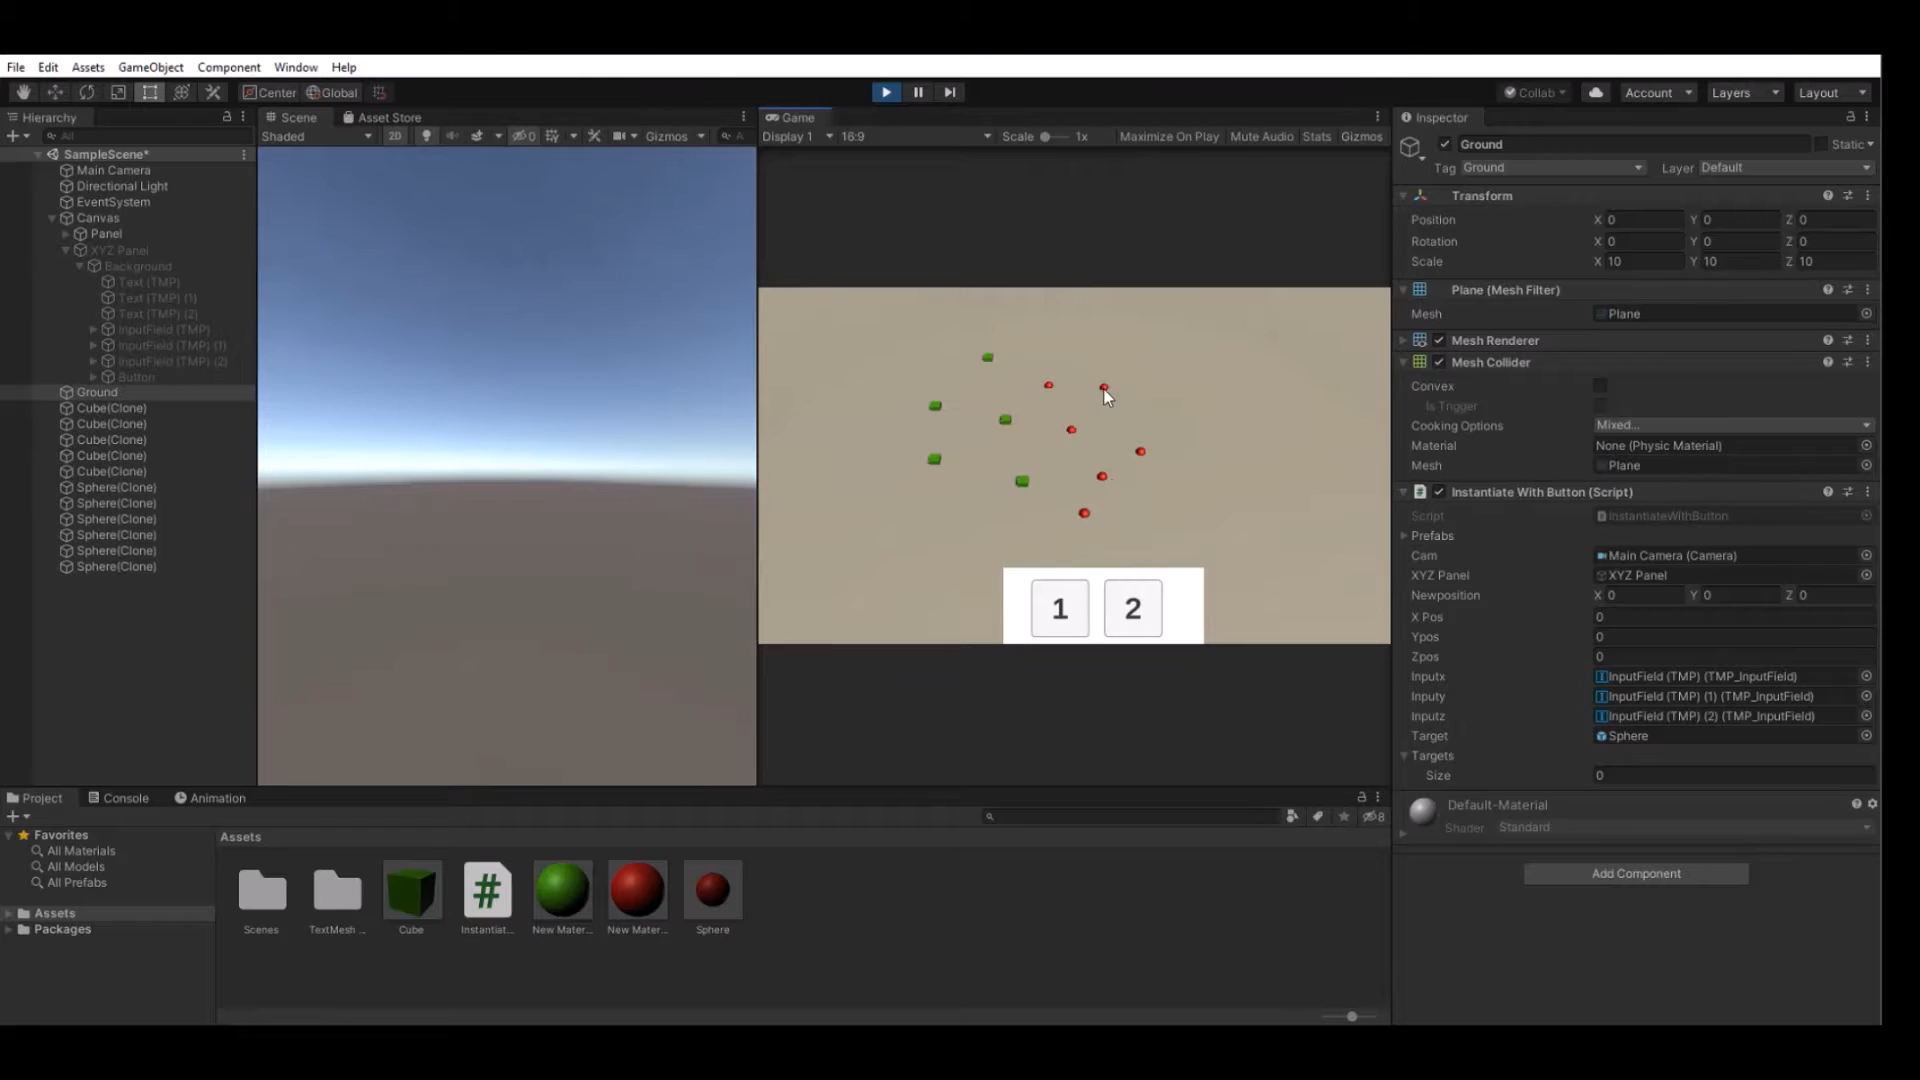 File Edit Assets GameObject Component Window Help
Center Global
Collab Account Layers Layout
Hierarchy
All
SampleScene*
Main Camera
Directional Light
EventSystem
Canvas
Panel
XYZ Panel
Background
Text (TMP)
Text (TMP) (1)
Text (TMP) (2)
InputField (TMP)
InputField (TMP) (1)
InputField (TMP) (2)
Button
Ground
Cube(Clone)
Cube(Clone)
Cube(Clone)
Cube(Clone)
Cube(Clone)
Sphere(Clone)
Sphere(Clone)
Sphere(Clone)
Sphere(Clone)
Sphere(Clone)
Sphere(Clone)
Scene Asset Store
Shaded 2D 0 Gizmos A
Game
Display 1 16:9 Scale 1x Maximize On Play Mute Audio Stats Gizmos
1 2
Inspector
Ground Static
Tag Ground Layer Default
Transform
Position X 0 Y 0 Z 0
Rotation X 0 Y 0 Z 0
Scale X 10 Y 10 Z 10
Plane (Mesh Filter)
Mesh Plane
Mesh Renderer
Mesh Collider
Convex
Is Trigger
Cooking Options Mixed...
Material None (Physic Material)
Mesh Plane
Instantiate With Button (Script)
Script InstantiateWithButton
Prefabs
Cam Main Camera (Camera)
XYZ Panel XYZ Panel
Newposition X 0 Y 0 Z 0
X Pos 0
Ypos 0
Zpos 0
Inputx InputField (TMP) (TMP_InputField)
Inputy InputField (TMP) (1) (TMP_InputField)
Inputz InputField (TMP) (2) (TMP_InputField)
Target Sphere
Targets
Size 0
Default-Material
Shader Standard
Add Component
Project Console Animation
8
Favorites
All Materials
All Models
All Prefabs
Assets
Packages
Assets
Scenes TextMesh ... Cube Instantiat... New Mater... New Mater... Sphere